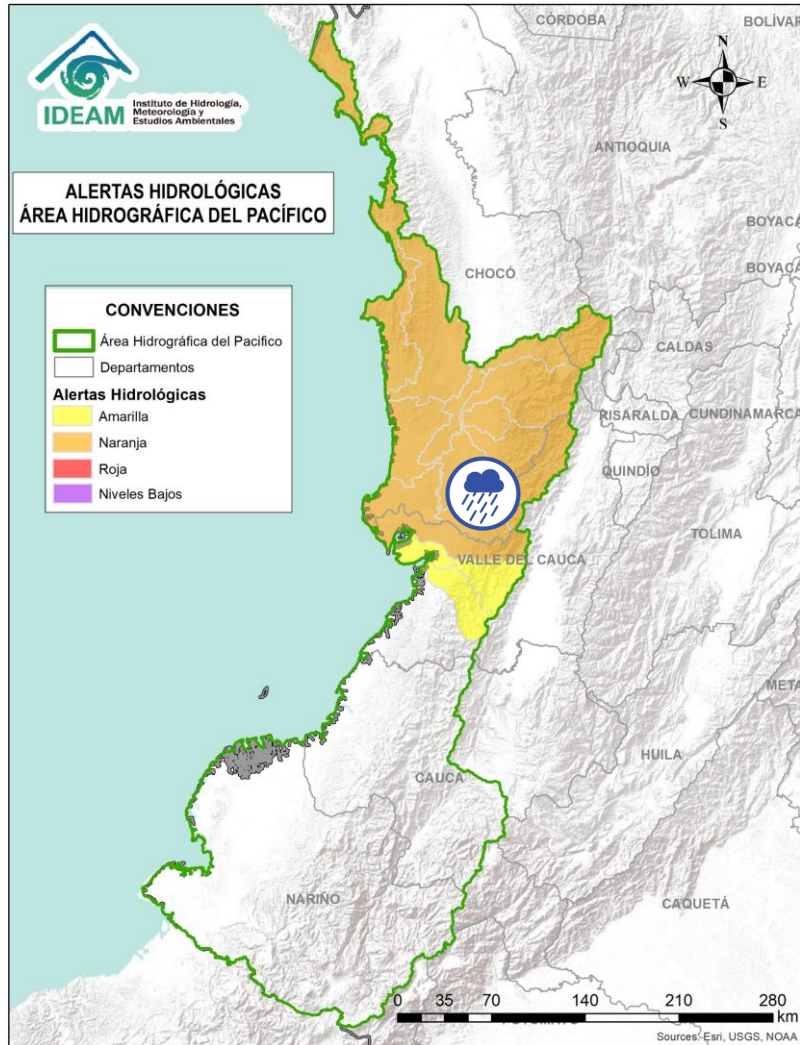 IDEAM
Instituto de Hidrología,
Meteorología y
Estudios Ambientales
ALERTAS HIDROLÓGICAS
ÁREA HIDROGRÁFICA DEL PACÍFICO
CONVENCIONES
Área Hidrográfica del Pacifico
Departamentos
Alertas Hidrológicas
Amarilla
Naranja
Roja
Niveles Bajos
CÓRDOBA
BOLÍVAR
N
W E
S
ANTIOQUIA
BOYACÁ
BOYACÁ
CHOCÓ
CALDAS
RISARALDA
CUNDINAMARCA
QUINDÍO
TOLIMA
VALLE DEL CAUCA
META
HUILA
CAUCA
NARIÑO
CAQUETÁ
0 35 70 140 210 280
km
Sources: Esri, USGS, NOAA